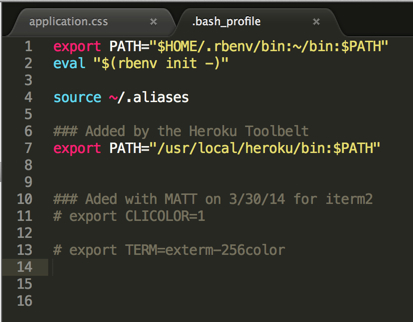 application.css × .bash_profile ×
1 export PATH="$HOME/.rbenv/bin:~/bin:$PATH"
2 eval "$(rbenv init -)"
3
4 source ~/.aliases
5
6 ### Added by the Heroku Toolbelt
7 export PATH="/usr/local/heroku/bin:$PATH"
8
9
10 ### Aded with MATT on 3/30/14 for iterm2
11 # export CLICOLOR=1
12
13 # export TERM=exterm-256color
14
15
16